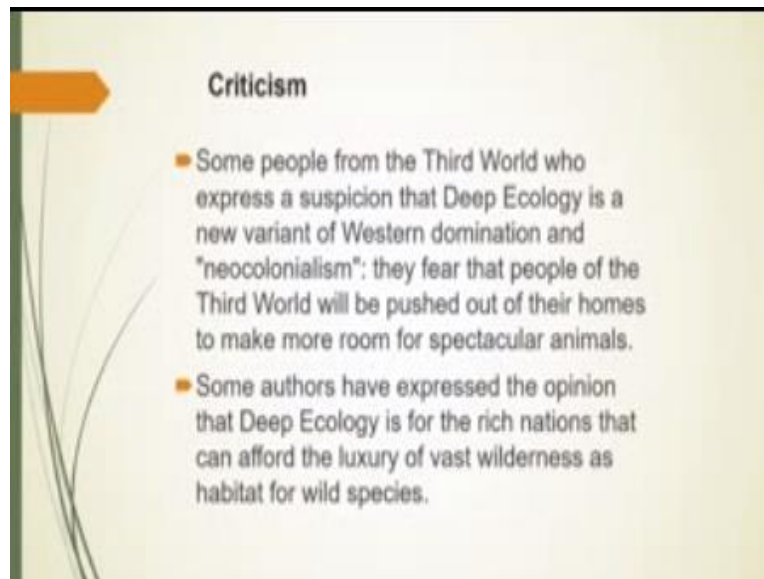 Criticism
Some people from the Third World who
express a suspicion that Deep Ecology is a
new variant of Western domination and
"neocolonialism": they fear that people of the
Third World will be pushed out of their homes
to make more room for spectacular animals.
Some authors have expressed the opinion
that Deep Ecology is for the rich nations that
can afford the luxury of vast wilderness as
habitat for wild species.